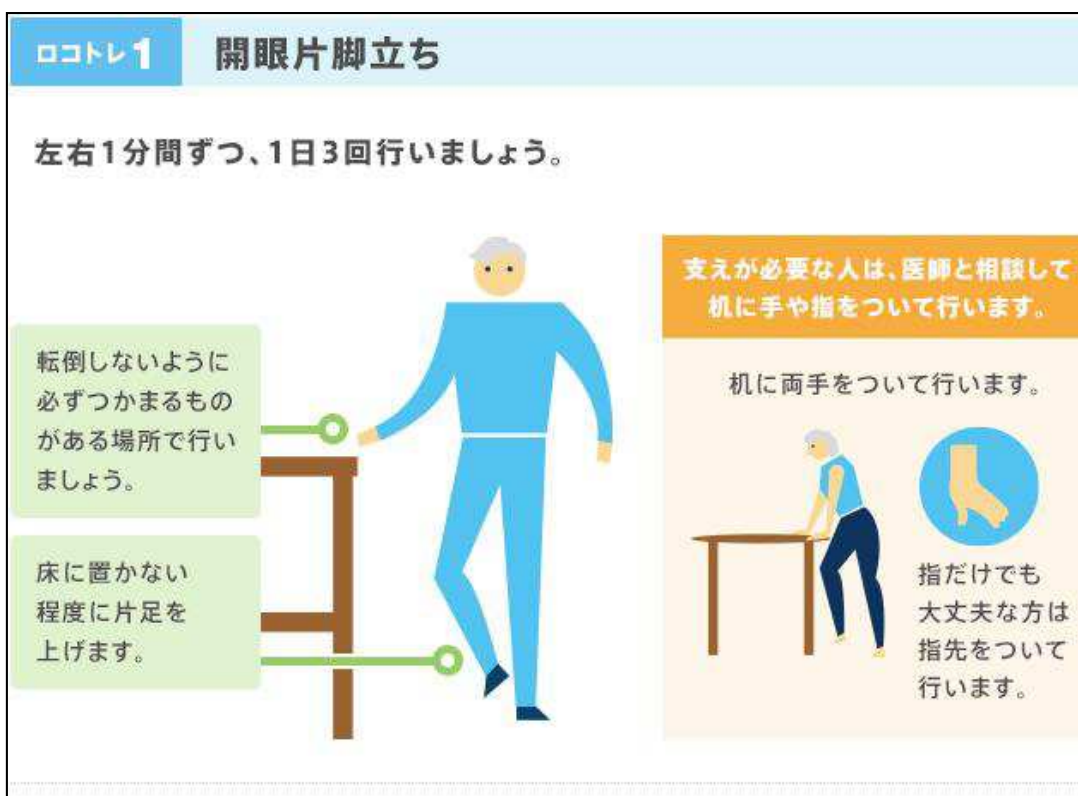 ロコトレ1 開眼片脚立ち
左右1分間ずつ、1日3回行いましょう。
転倒しないように
必ずつかまるもの
がある場所で行い
ましょう。
床に置かない
程度に片足を
上げます。
支えが必要な人は、医師と相談して
机に手や指をついて行います。
机に両手をついて行います。
指だけでも
大丈夫な方は
指先をついて
行います。